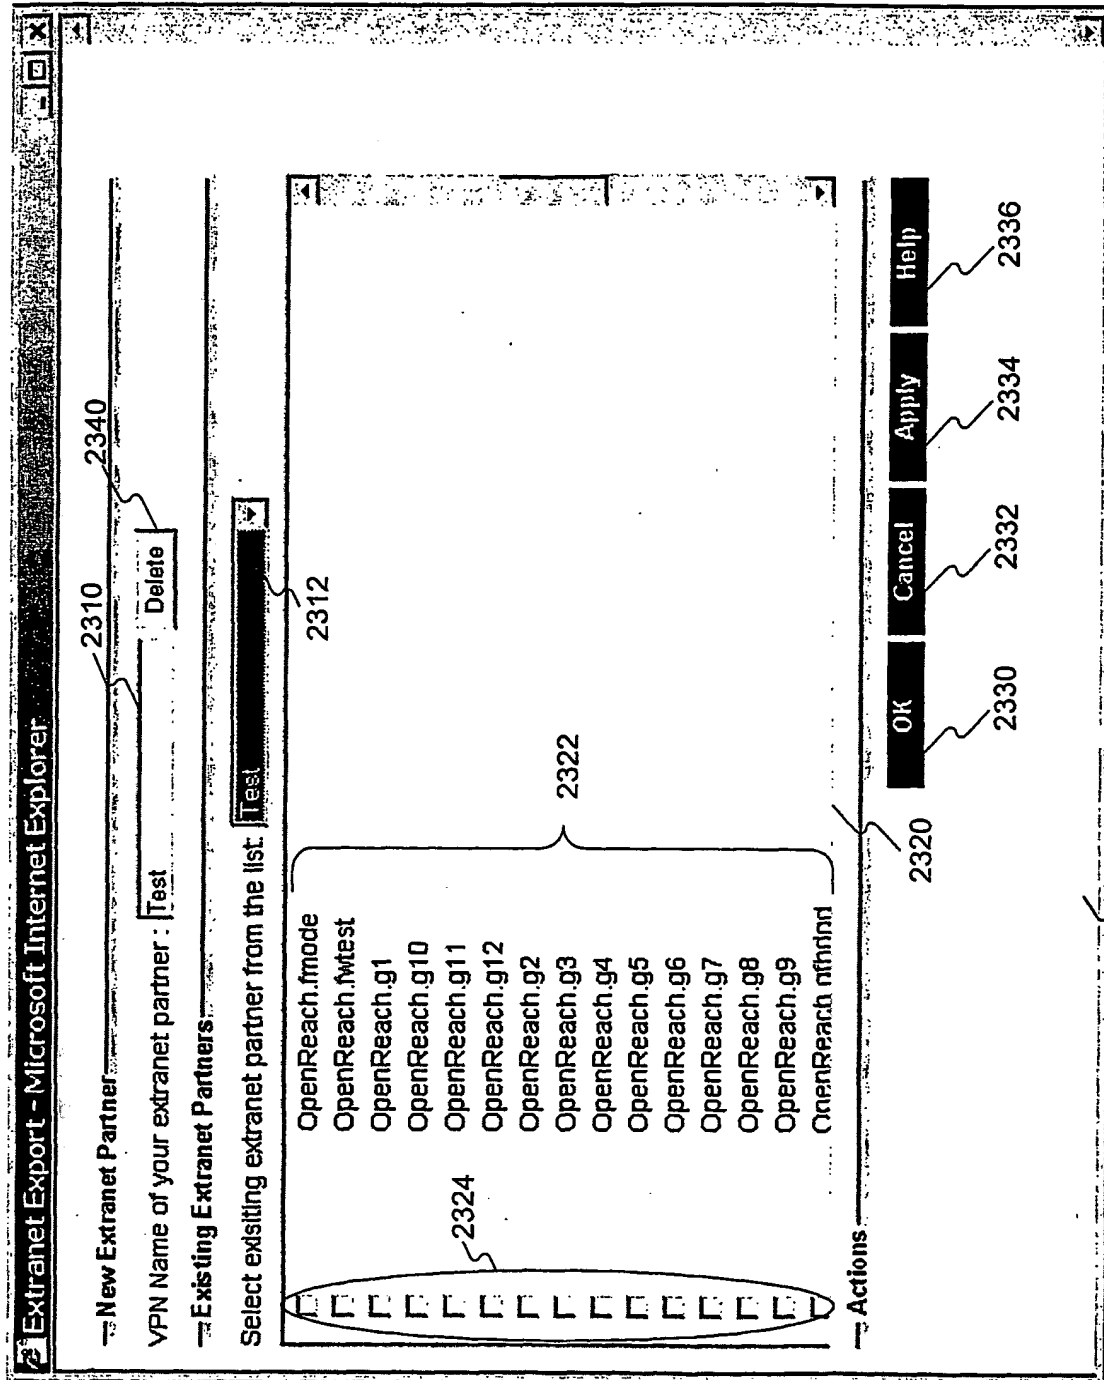 Extranet Export - Microsoft Internet Explorer
New Extranet Partner
2310
2340
VPN Name of your extranet partner : Test
Delete
Existing Extranet Partners
Select exisiting extranet partner from the list: Test
2312
2324
OpenReach.fmode
OpenReach.fwtest
OpenReach.g1
OpenReach.g10
OpenReach.g11
OpenReach.g12
OpenReach.g2
OpenReach.g3
OpenReach.g4
OpenReach.g5
OpenReach.g6
OpenReach.g7
OpenReach.g8
OpenReach.g9
OpenReach
2322
2320
Actions
OK
Cancel
Apply
Help
2330
2332
2334
2336